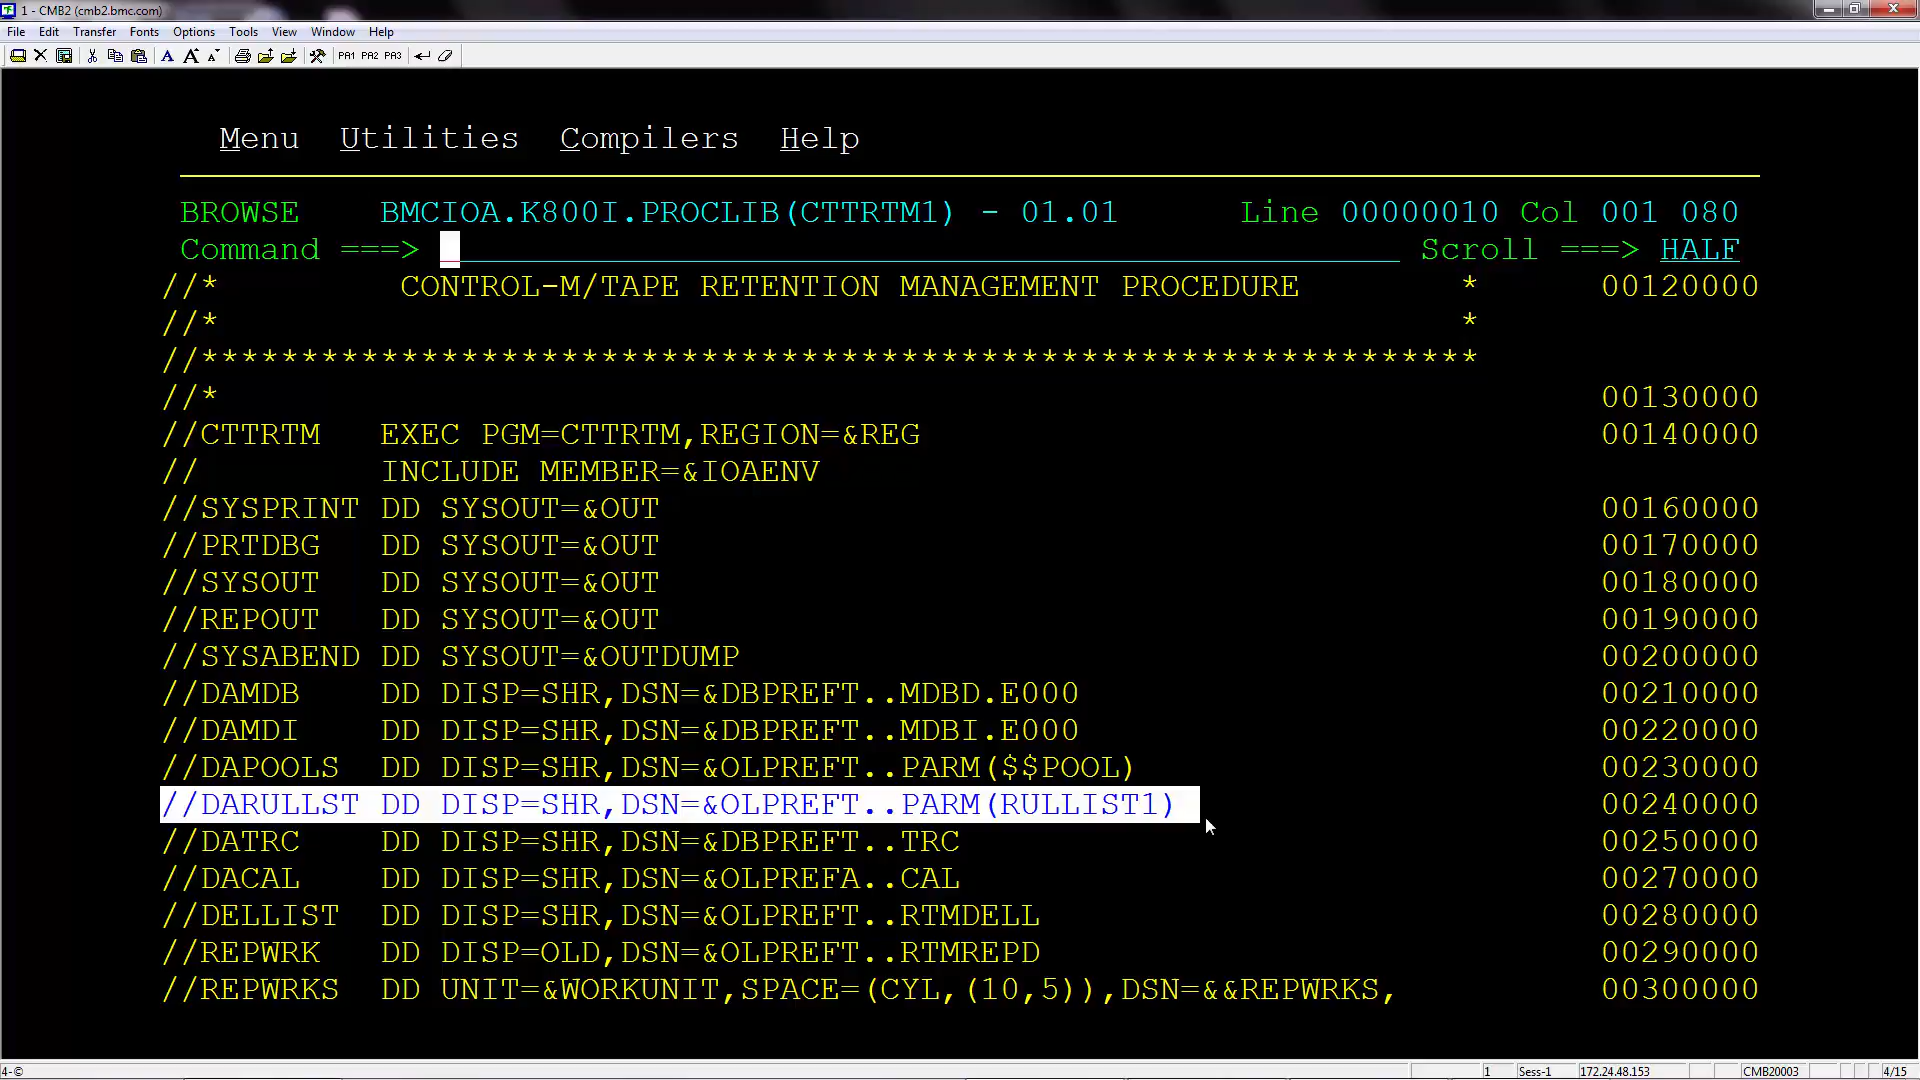 1 - CMB2 (cmb2.bmc.com)
File Edit Transfer Fonts Options Tools View Window Help
PA1 PA2 PA3
Menu Utilities Compilers Help
BROWSE BMCIOA.K800I.PROCLIB(CTTRTM1) - 01.01 Line 00000010 Col 001 080
Command ===> Scroll ===> HALF
//* CONTROL-M/TAPE RETENTION MANAGEMENT PROCEDURE * 00120000
//* *
//****************************************************************
//* 00130000
//CTTRTM EXEC PGM=CTTRTM,REGION=&REG 00140000
// INCLUDE MEMBER=&IOAENV
//SYSPRINT DD SYSOUT=&OUT 00160000
//PRTDBG DD SYSOUT=&OUT 00170000
//SYSOUT DD SYSOUT=&OUT 00180000
//REPOUT DD SYSOUT=&OUT 00190000
//SYSABEND DD SYSOUT=&OUTDUMP 00200000
//DAMDB DD DISP=SHR,DSN=&DBPREFT..MDBD.E000 00210000
//DAMDI DD DISP=SHR,DSN=&DBPREFT..MDBI.E000 00220000
//DAPOOLS DD DISP=SHR,DSN=&OLPREFT..PARM($$POOL) 00230000
//DARULLST DD DISP=SHR,DSN=&OLPREFT..PARM(RULLIST1) 00240000
//DATRC DD DISP=SHR,DSN=&DBPREFT..TRC 00250000
//DACAL DD DISP=SHR,DSN=&OLPREFA..CAL 00270000
//DELLIST DD DISP=SHR,DSN=&OLPREFT..RTMDELL 00280000
//REPWRK DD DISP=OLD,DSN=&OLPREFT..RTMREPD 00290000
//REPWRKS DD UNIT=&WORKUNIT,SPACE=(CYL,(10,5)),DSN=&&REPWRKS, 00300000
4-© 1 Sess-1 172.24.48.153 CMB20003 4/15